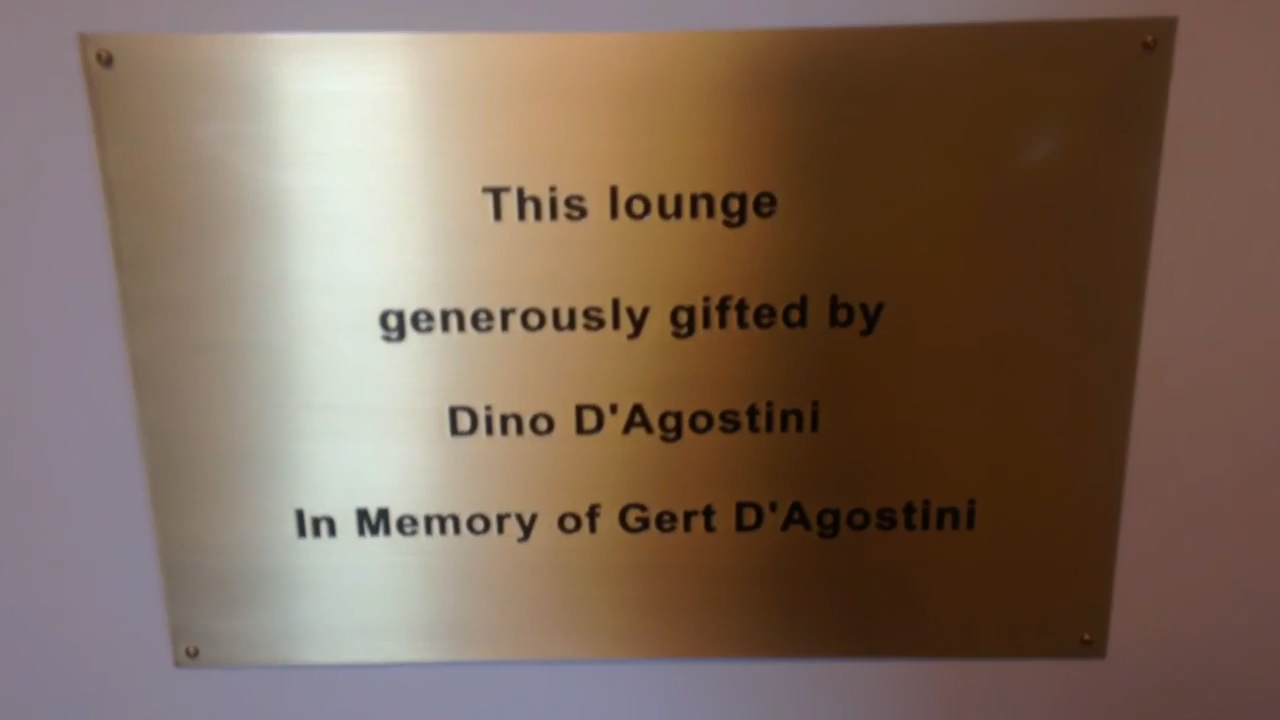 This lounge
generously gifted by
Dino D'Agostini
In Memory of Gert D'Agostini